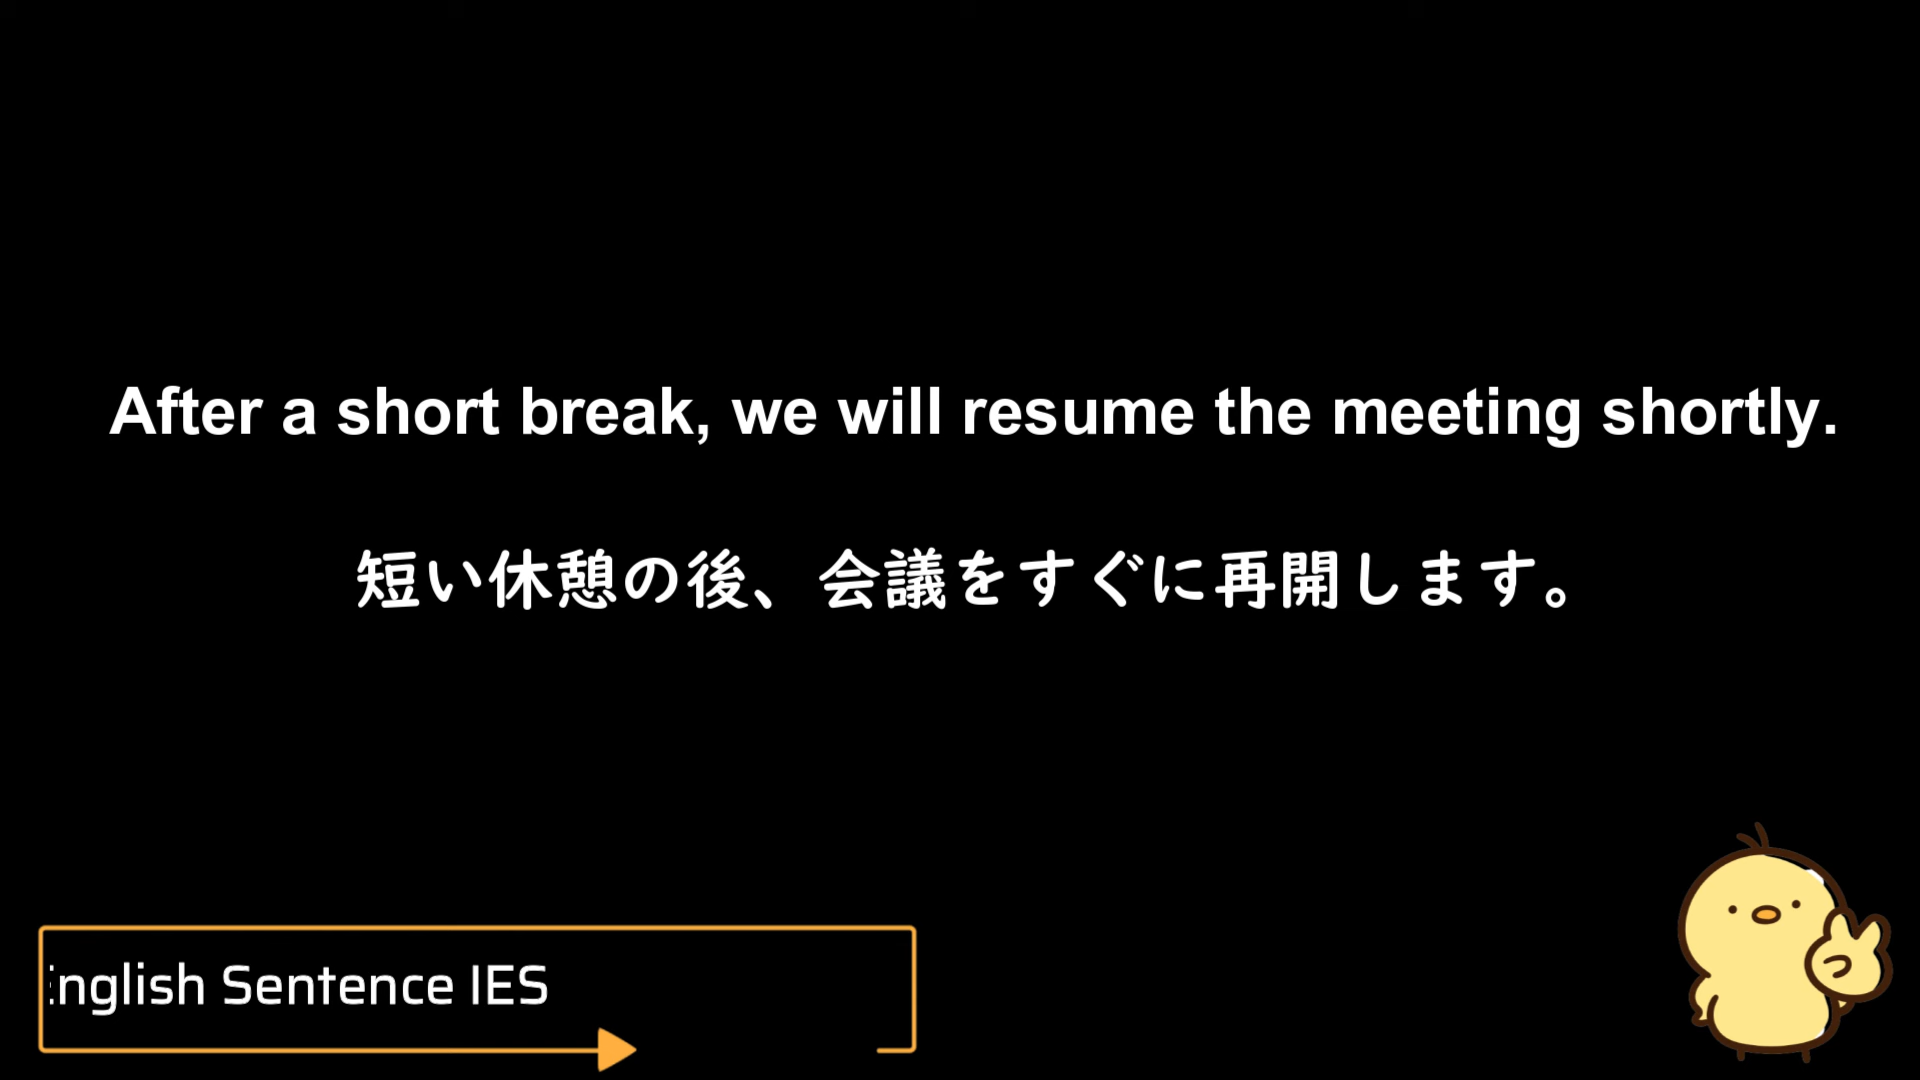 After a short break, we will resume the meeting shortly.
短い休憩の後、会議をすぐに再開します。
Sentence IES